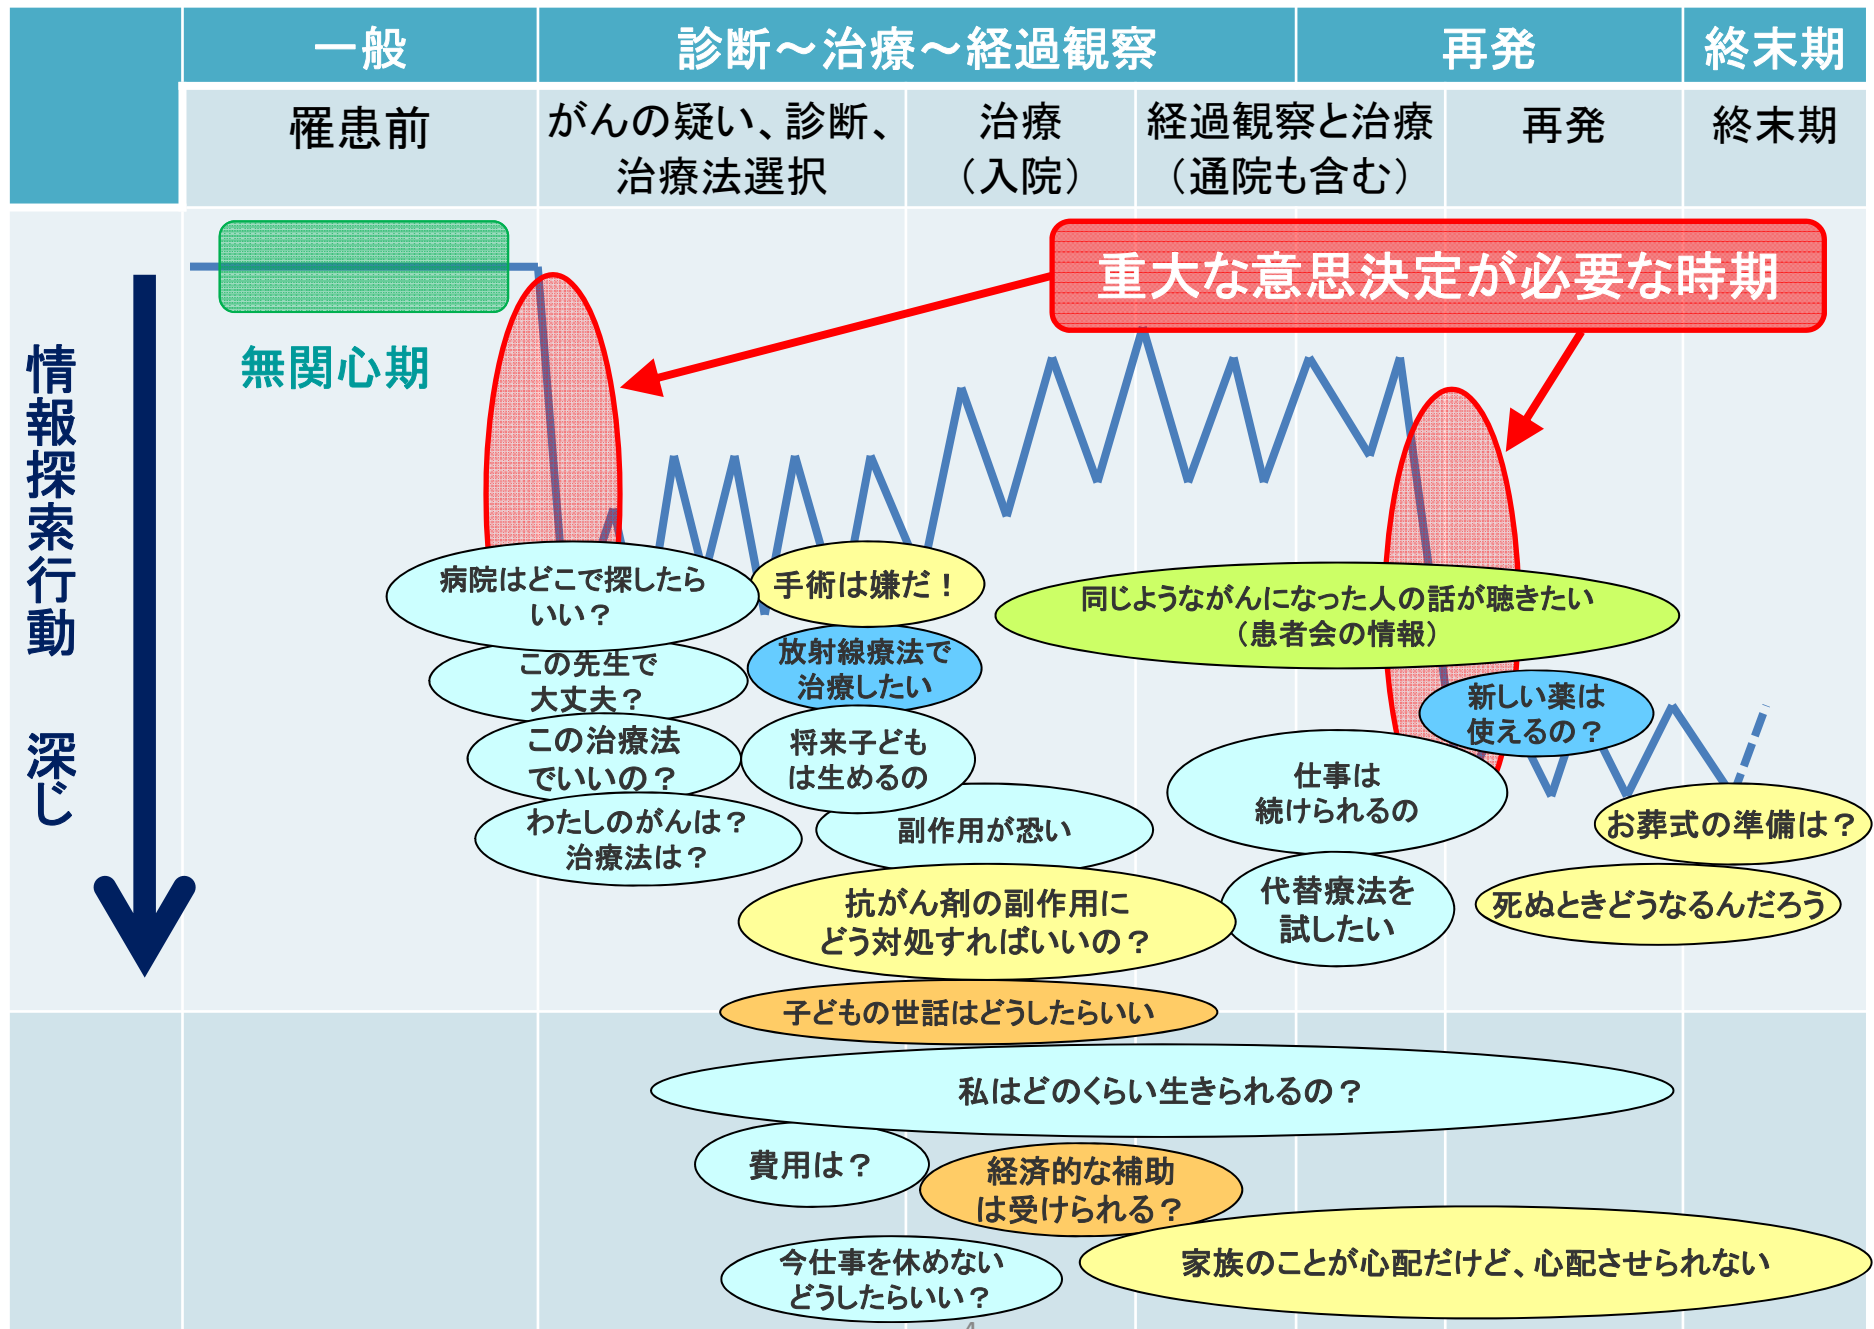 一般
診断～治療～経過観察
再発
終末期
罹患前
がんの疑い、診断、
治療法選択
治療
（入院）
経過観察と治療
（通院も含む）
再発
終末期
情報探索行動　深じ
無関心期
重大な意思決定が必要な時期
病院はどこで探したら
いい？
手術は嫌だ！
同じようながんになった人の話が聴きたい
（患者会の情報）
この先生で
大丈夫？
放射線療法で
治療したい
新しい薬は
使えるの？
この治療法
でいいの？
将来子ども
は生めるの
仕事は
続けられるの
わたしのがんは？
治療法は？
副作用が恐い
お葬式の準備は？
抗がん剤の副作用に
どう対処すればいいの？
代替療法を
試したい
死ぬときどうなるんだろう
子どもの世話はどうしたらいい
私はどのくらい生きられるの？
費用は？
経済的な補助
は受けられる？
今仕事を休めない
どうしたらいい？
家族のことが心配だけど、心配させられない